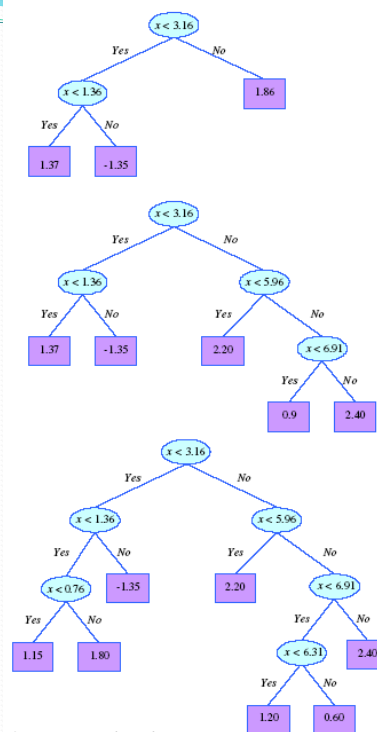 x < 3.16
Yes No
x < 1.36 1.86
Yes No
1.37 -1.35
x < 3.16
Yes No
x < 1.36 x < 5.96
Yes No Yes No
1.37 -1.35 2.20 x < 6.91
Yes No
0.9 2.40
x < 3.16
Yes No
x < 1.36 x < 5.96
Yes No Yes No
x < 0.76 -1.35 2.20 x < 6.91
Yes No Yes No
1.15 1.80 x < 6.31 2.40
Yes No
1.20 0.60